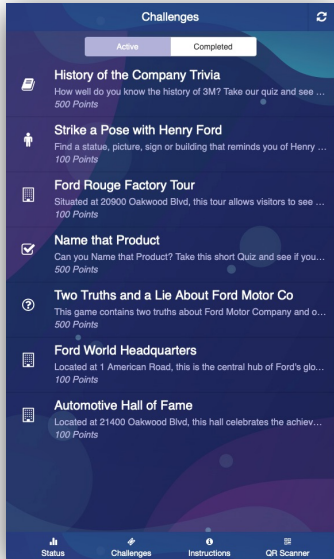 Challenges
Active
Completed
History of the Company Trivia
How well do you know the history of 3M? Take our quiz and see ...
500 Points
Strike a Pose with Henry Ford
Find a statue, picture, sign or building that reminds you of Henry ...
100 Points
Ford Rouge Factory Tour
Situated at 20900 Oakwood Blvd, this tour allows visitors to see ...
100 Points
Name that Product
Can you Name that Product? Take this short Quiz and see if you...
500 Points
Two Truths and a Lie About Ford Motor Co
This game contains two truths about Ford Motor Company and o...
500 Points
Ford World Headquarters
Located at 1 American Road, this is the central hub of Ford's glo...
100 Points
Automotive Hall of Fame
Located at 21400 Oakwood Blvd, this hall celebrates the achiev...
100 Points
Status
Challenges
Instructions
QR Scanner